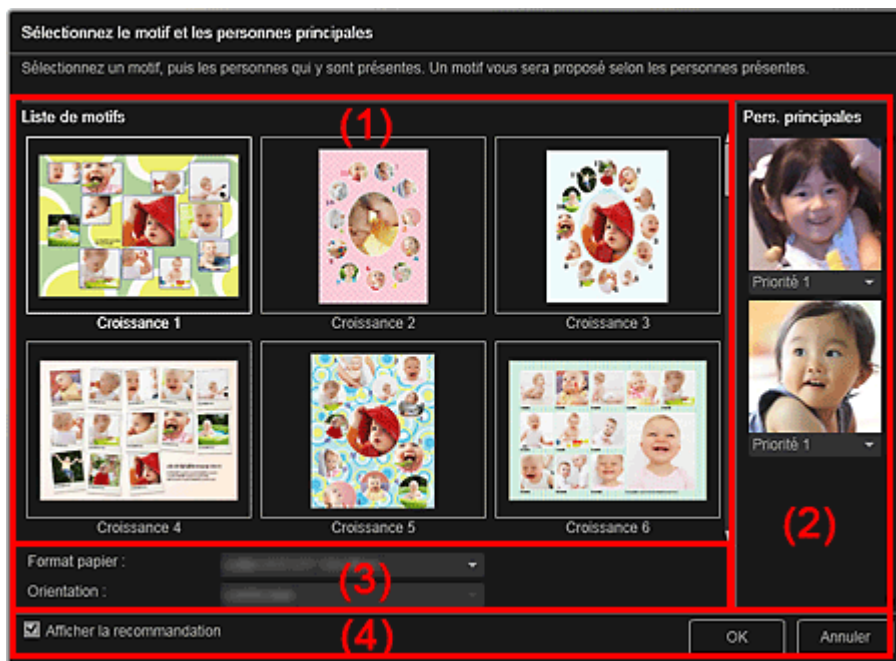 Sélectionnez le motif et les personnes principales
Sélectionnez un motif, puis les personnes qui y sont présentes. Un motif vous sera proposé selon les personnes présentes.
Liste de motifs
(1)
Croissance 1
Croissance 2
Croissance 3
Croissance 4
Croissance 5
Croissance 6
Pers. principales
Priorité 1
Priorité 1
(2)
Format papier :
Orientation :
(3)
Afficher la recommandation
(4)
OK
Annuler